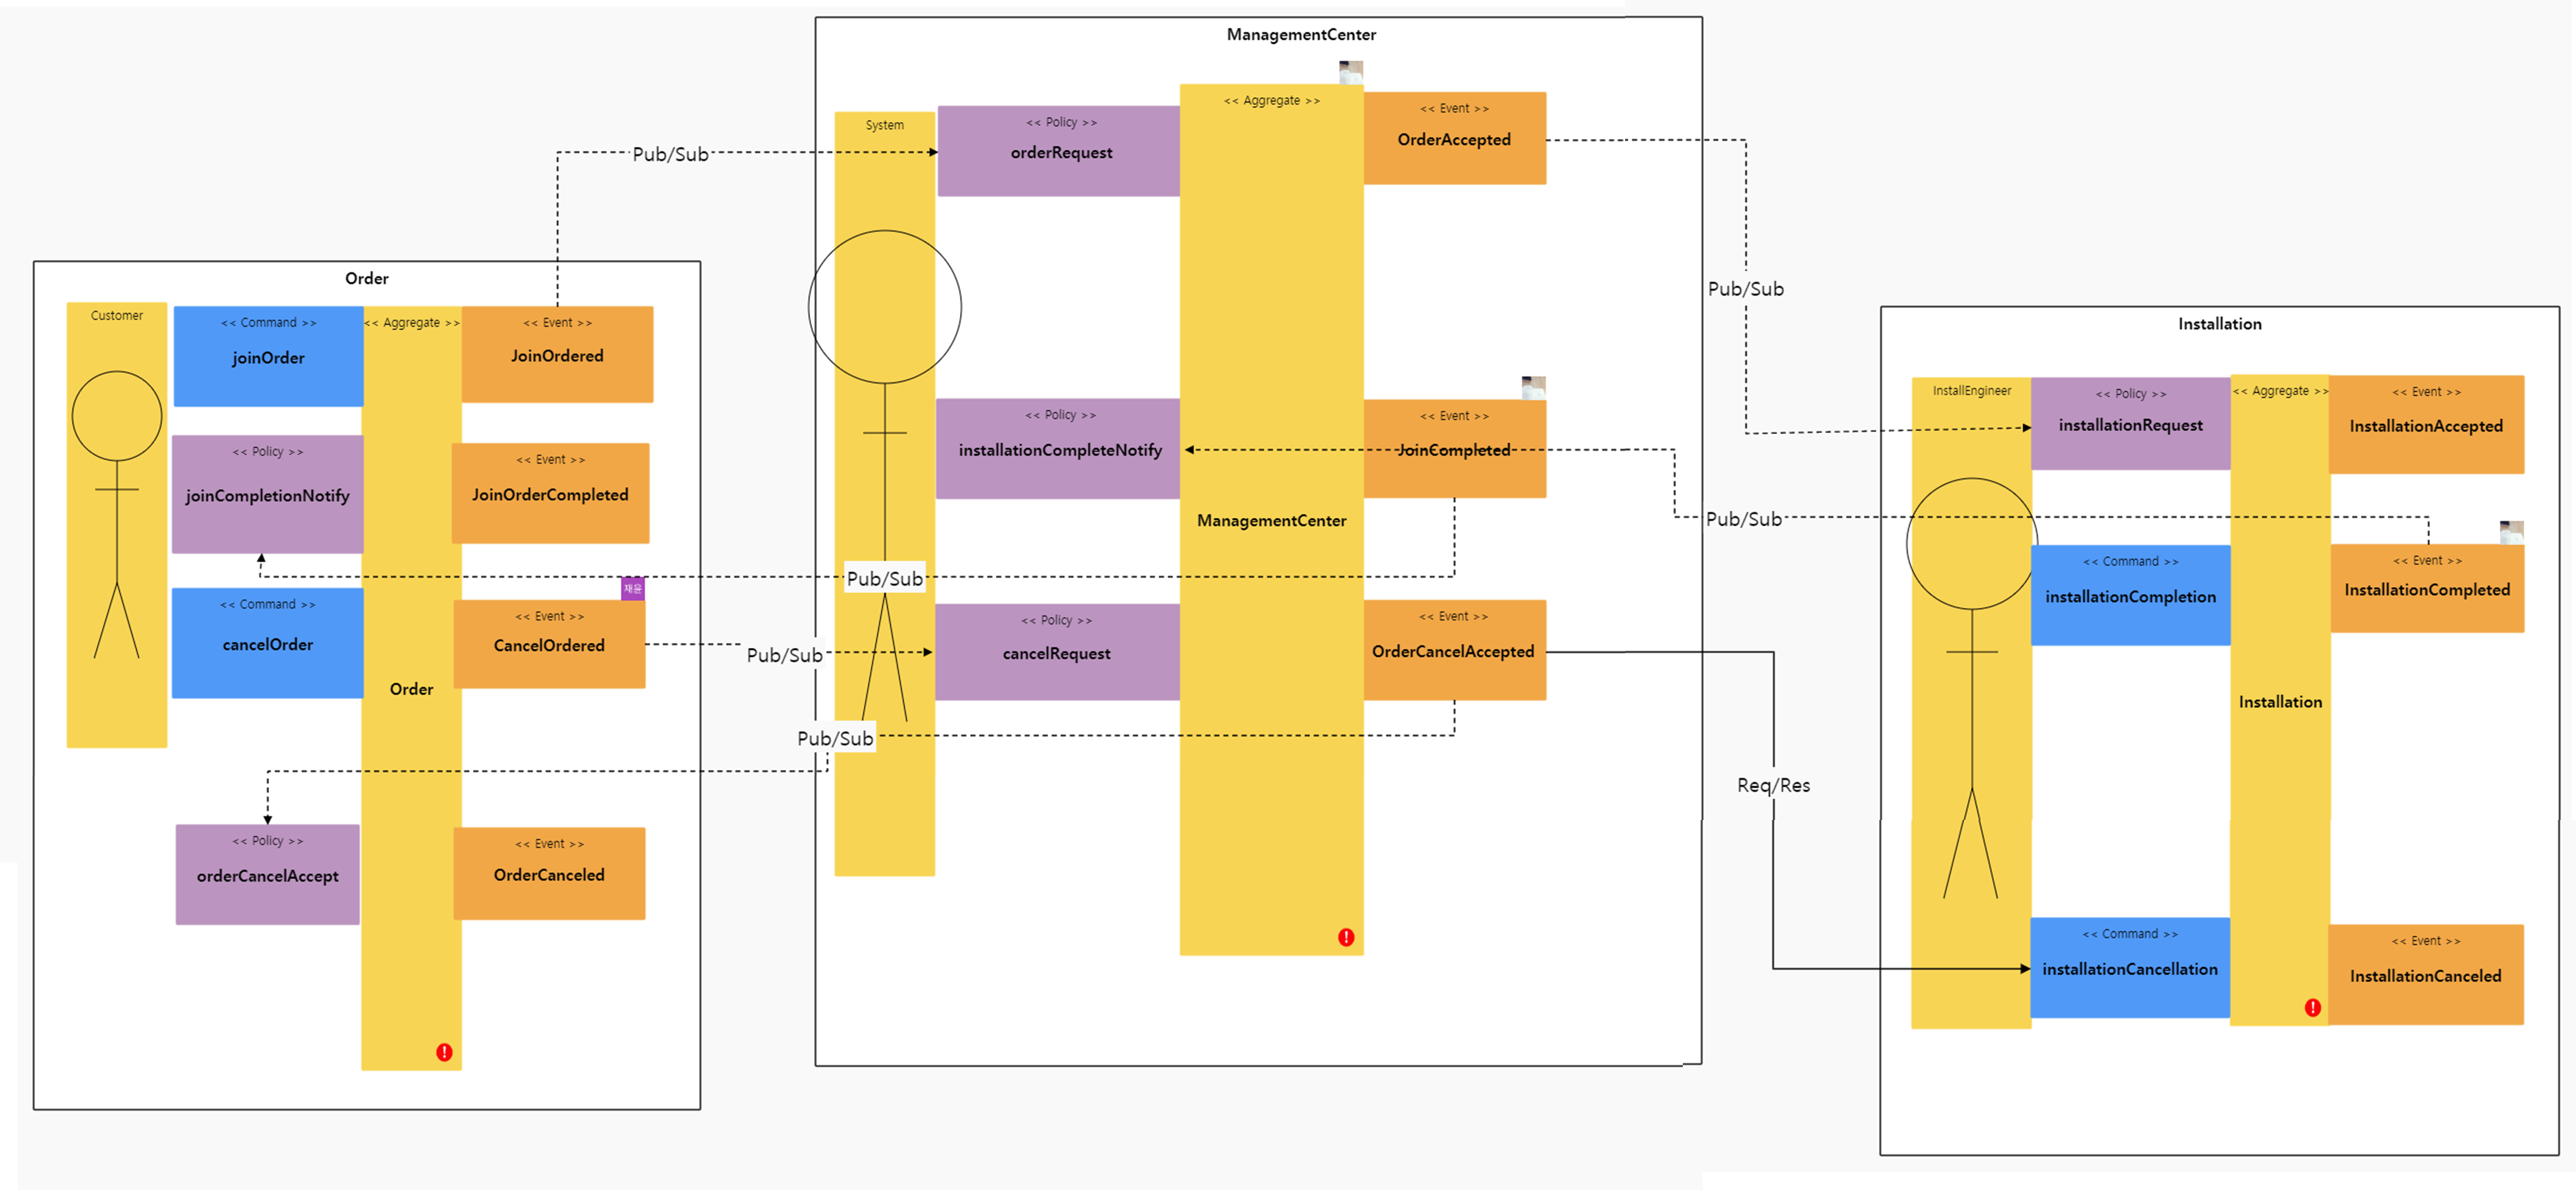 ManagementCenter
System
<< Policy >>
orderRequest
<< Aggregate >>
<< Event >>
OrderAccepted
Pub/Sub
Pub/Sub
Order
Customer
<< Command >>
joinOrder
<< Aggregate >>
<< Event >>
JoinOrdered
<< Policy >>
joinCompletionNotify
<< Event >>
JoinOrderCompleted
<< Command >>
cancelOrder
재윤
<< Event >>
CancelOrdered
Order
<< Policy >>
orderCancelAccept
<< Event >>
OrderCanceled
<< Policy >>
installationCompleteNotify
<< Event >>
JoinCompleted
ManagementCenter
Pub/Sub
Pub/Sub
Pub/Sub
<< Policy >>
cancelRequest
<< Event >>
OrderCancelAccepted
Pub/Sub
Req/Res
Installation
InstallEngineer
<< Policy >>
installationRequest
<< Aggregate >>
<< Event >>
InstallationAccepted
<< Command >>
installationCompletion
<< Event >>
InstallationCompleted
Installation
<< Command >>
installationCancellation
<< Event >>
InstallationCanceled